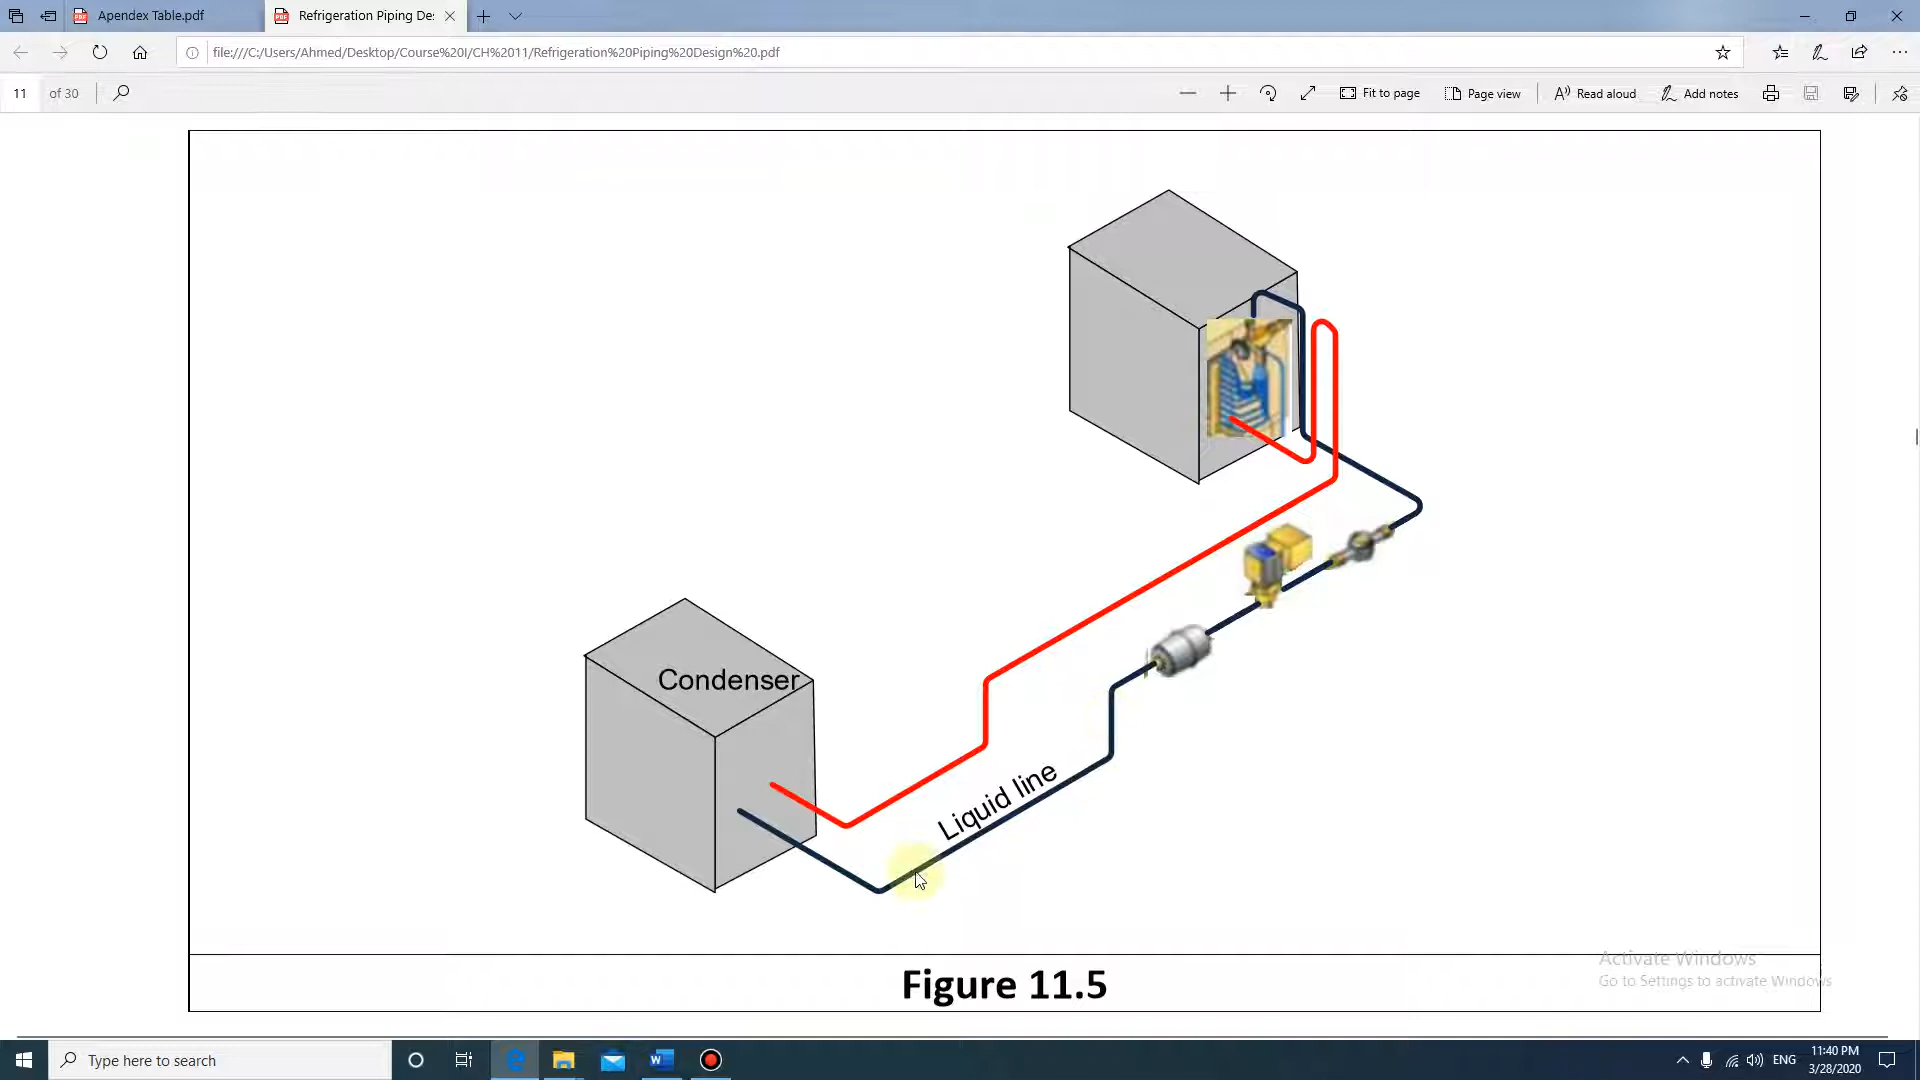 Apendex Table.pdf
Refrigeration Piping De:
file:///C:/Users/Ahmed/Desktop/Course%20I/CH%2011/Refrigeration%20Piping%20Design%20.pdf
11 of 30
Fit to page
Page view
Read aloud
Add notes
Condenser
Liquid line
Figure 11.5
Activate Windows
Go to Settings to activate Windows
Type here to search
ENG
11:40 PM
3/28/2020